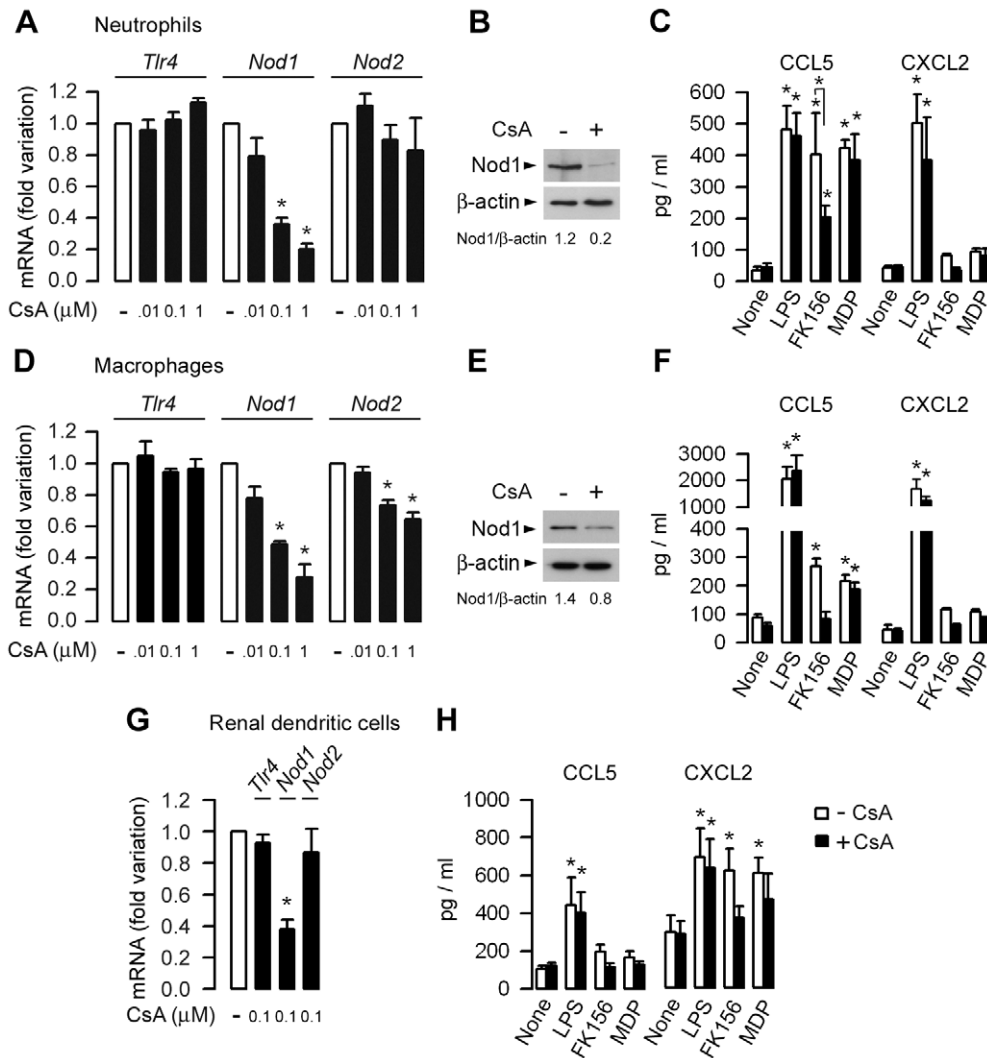 A Neutrophils
Tlr4 Nod1 Nod2
mRNA (fold variation)
1.2
1.0
0.8
0.6
0.4
0.2
0.0
* *
CsA (μM) - .01 0.1 1 - .01 0.1 1 - .01 0.1 1
B
CsA - +
Nod1
β-actin
Nod1/β-actin 1.2 0.2
C
CCL5 CXCL2
pg / ml
600
500
400
300
200
100
0
* * * * * * * * *
None LPS FK156 MDP None LPS FK156 MDP
D Macrophages
Tlr4 Nod1 Nod2
mRNA (fold variation)
1.2
1.0
0.8
0.6
0.4
0.2
0.0
* * * *
CsA (μM) - .01 0.1 1 - .01 0.1 1 - .01 0.1 1
E
CsA - +
Nod1
β-actin
Nod1/β-actin 1.4 0.8
F
CCL5 CXCL2
pg / ml
3000
2000
1000
400
300
200
100
0
* * * * * * *
None LPS FK156 MDP None LPS FK156 MDP
G Renal dendritic cells
Tlr4 Nod1 Nod2
mRNA (fold variation)
1.2
1.0
0.8
0.6
0.4
0.2
0.0
*
CsA (μM) - 0.1 0.1 0.1
H
CCL5 CXCL2
pg / ml
1000
800
600
400
200
0
* * * * * *
None LPS FK156 MDP None LPS FK156 MDP
- CsA
+ CsA